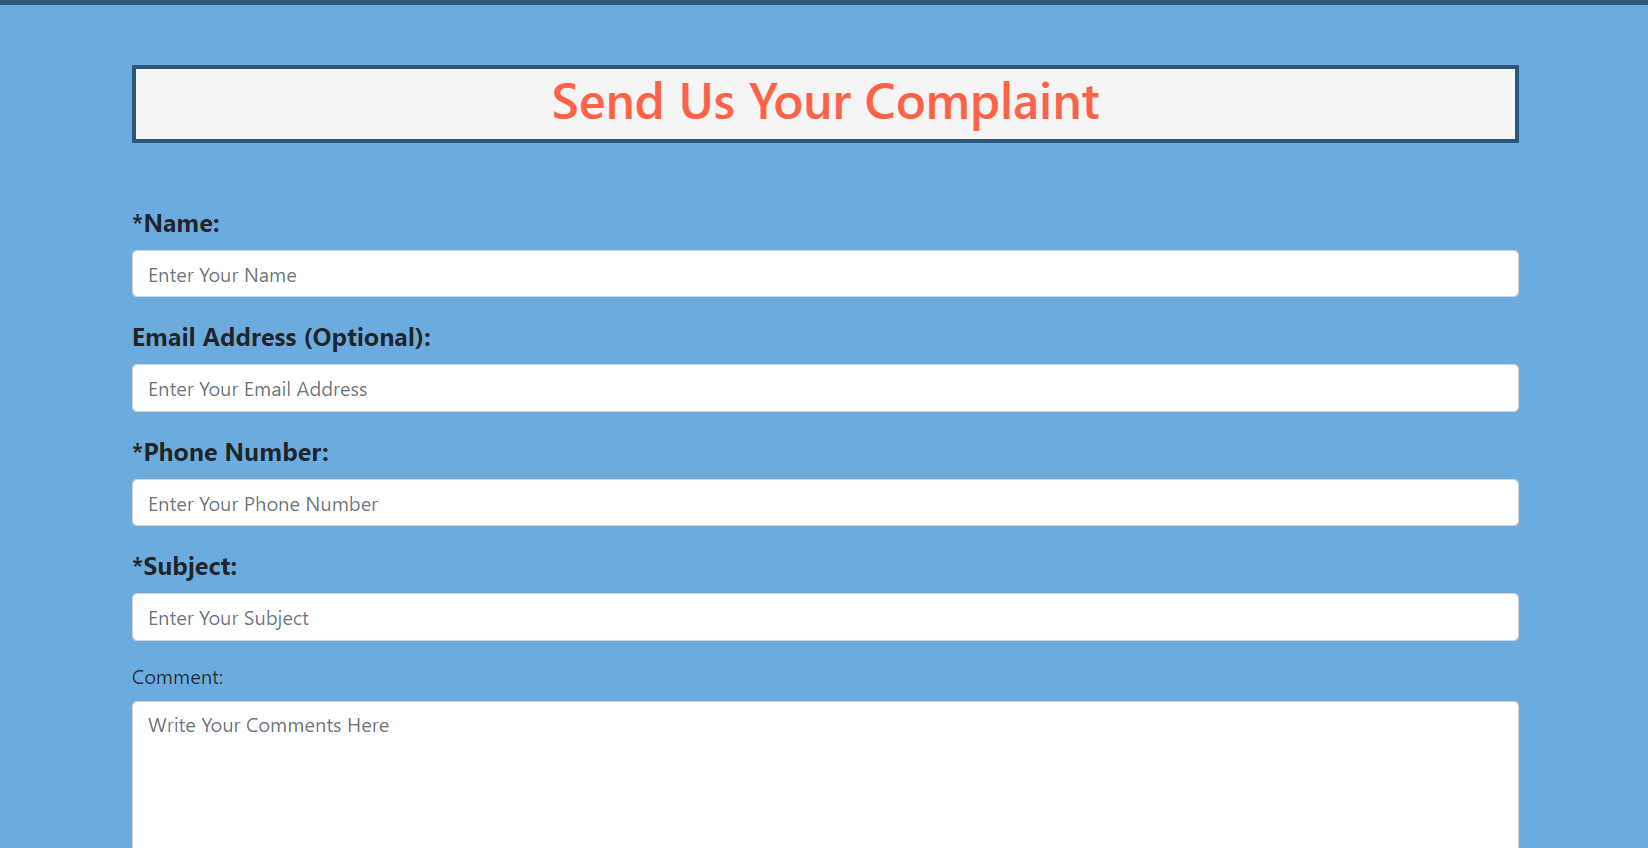 Send Us Your Complaint
*Name:
Enter Your Name
Email Address (Optional):
Enter Your Email Address
*Phone Number:
Enter Your Phone Number
*Subject:
Enter Your Subject
Comment:
Write Your Comments Here